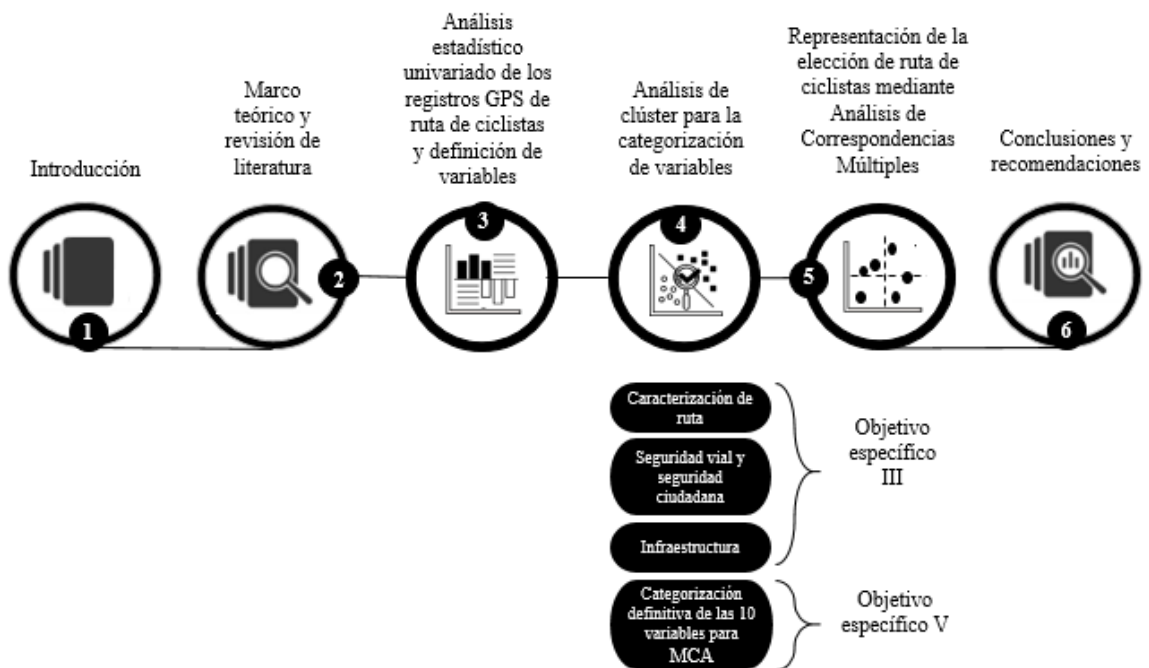 Introducción
Marco
teórico y
revisión de
literatura
Análisis
estadístico
univariado de los
registros GPS de
ruta de ciclistas
y definición de
variables
Análisis de
clúster para la
categorización
de variables
Representación de la
elección de ruta de
ciclistas mediante
Análisis de
Correspondencias
Múltiples
Conclusiones y
recomendaciones
1
2
3
4
5
6
Caracterización de
ruta
Seguridad vial y
seguridad
ciudadana
Infraestructura
Objetivo
específico
III
Categorización
definitiva de las 10
variables para
MCA
Objetivo
específico V